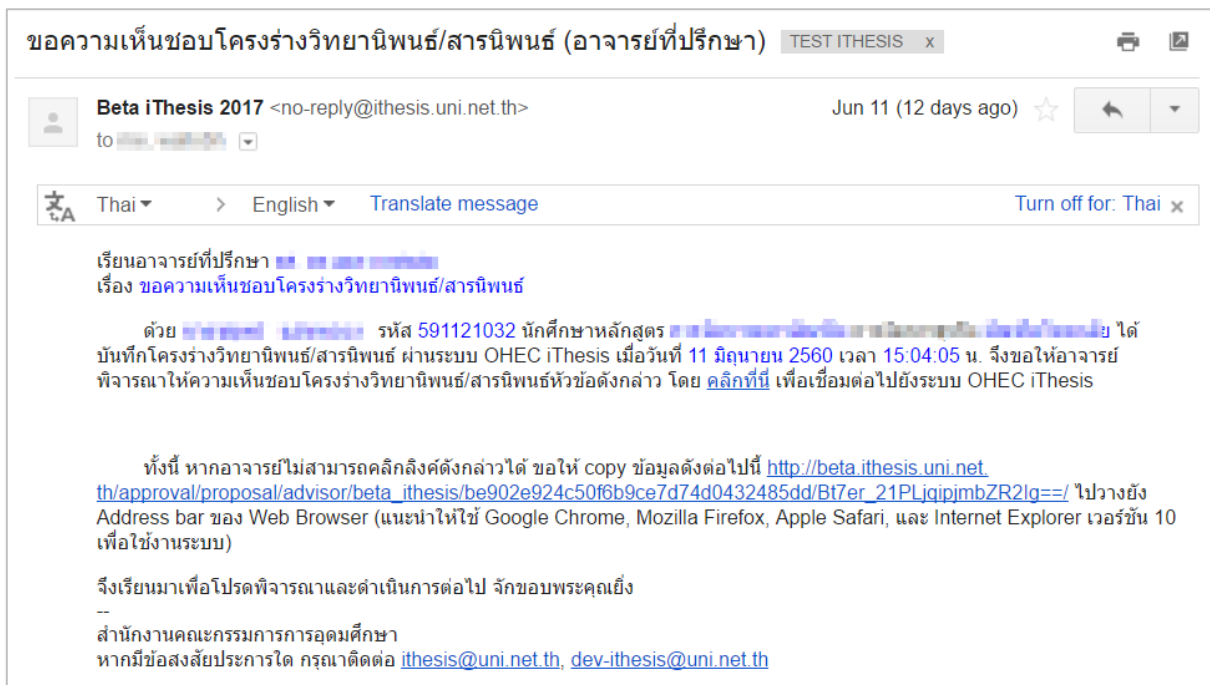 ขอความเห็นชอบโครงร่างวิทยานิพนธ์/สารนิพนธ์ (อาจารย์ที่ปรึกษา) TEST ITHESIS x
Beta iThesis 2017 <no-reply@ithesis.uni.net.th> Jun 11 (12 days ago)
to
Thai > English Translate message Turn off for: Thai x
เรียนอาจารย์ที่ปรึกษา
เรื่อง ขอความเห็นชอบโครงร่างวิทยานิพนธ์/สารนิพนธ์
ด้วย รหัส 591121032 นักศึกษาหลักสูตร ได้
บันทึกโครงร่างวิทยานิพนธ์/สารนิพนธ์ ผ่านระบบ OHEC iThesis เมื่อวันที่ 11 มิถุนายน 2560 เวลา 15:04:05 น. จึงขอให้อาจารย์
พิจารณาให้ความเห็นชอบโครงร่างวิทยานิพนธ์/สารนิพนธ์หัวข้อดังกล่าว โดย คลิกที่นี่ เพื่อเชื่อมต่อไปยังระบบ OHEC iThesis
ทั้งนี้ หากอาจารย์ไม่สามารถคลิกลิงค์ดังกล่าวได้ ขอให้ copy ข้อมูลดังต่อไปนี้ http://beta.ithesis.uni.net.
th/approval/proposal/advisor/beta_ithesis/be902e924c50f6b9ce7d74d0432485dd/Bt7er_21PLjqipjmbZR2Ig==/ ไปวางยัง
Address bar ของ Web Browser (แนะนำให้ใช้ Google Chrome, Mozilla Firefox, Apple Safari, และ Internet Explorer เวอร์ชัน 10
เพื่อใช้งานระบบ)
จึงเรียนมาเพื่อโปรดพิจารณาและดำเนินการต่อไป จักขอบพระคุณยิ่ง
--
สำนักงานคณะกรรมการการอุดมศึกษา
หากมีข้อสงสัยประการใด กรุณาติดต่อ ithesis@uni.net.th, dev-ithesis@uni.net.th